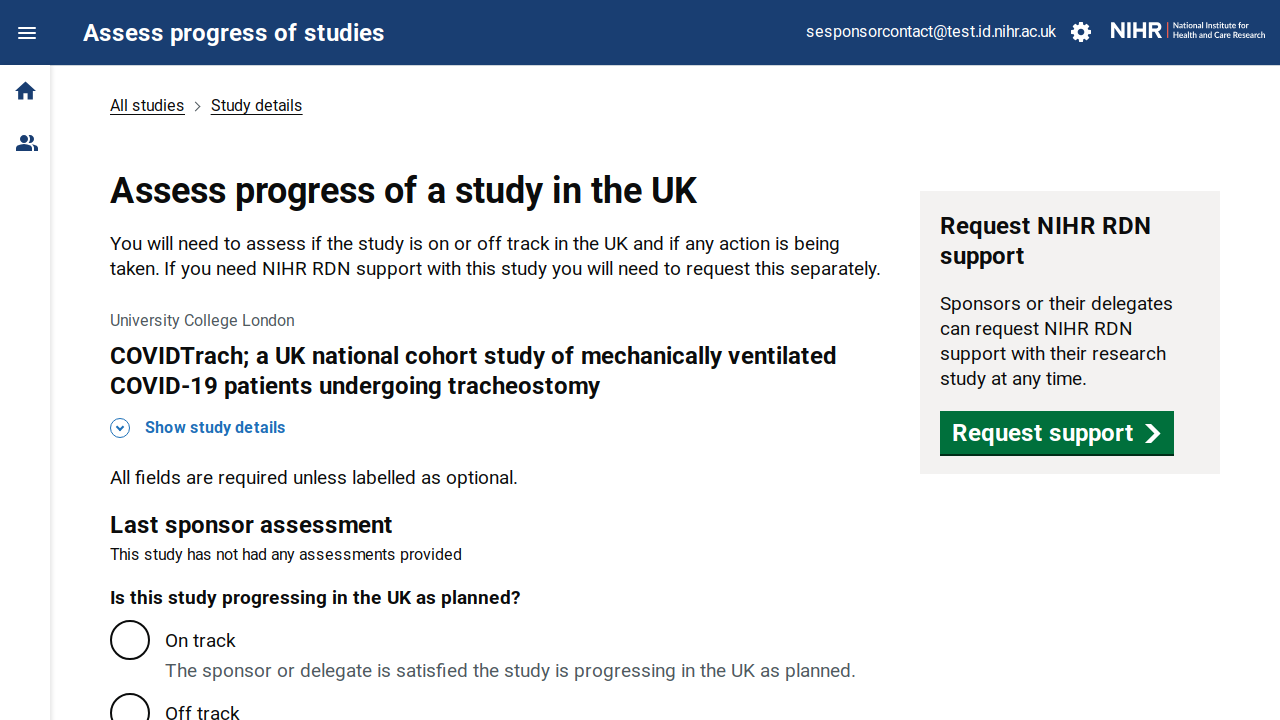 Assess progress of studies
sesponsorcontact@test.id.nihr.ac.uk
NIHR | National Institute for
Health and Care Research
All studies > Study details
Assess progress of a study in the UK
You will need to assess if the study is on or off track in the UK and if any action is being
taken. If you need NIHR RDN support with this study you will need to request this separately.
University College London
COVIDTrach; a UK national cohort study of mechanically ventilated
COVID-19 patients undergoing tracheostomy
Show study details
All fields are required unless labelled as optional.
Last sponsor assessment
This study has not had any assessments provided
Is this study progressing in the UK as planned?
On track
The sponsor or delegate is satisfied the study is progressing in the UK as planned.
Off track
Request NIHR RDN
support
Sponsors or their delegates
can request NIHR RDN
support with their research
study at any time.
Request support